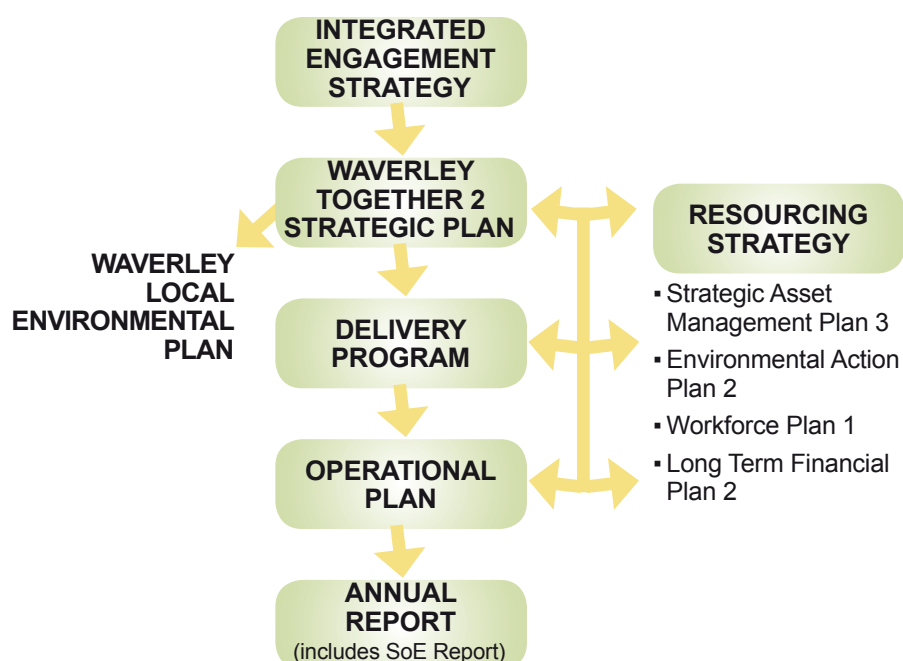 INTEGRATED
ENGAGEMENT
STRATEGY
WAVERLEY
TOGETHER 2
STRATEGIC PLAN
WAVERLEY
LOCAL
ENVIRONMENTAL
PLAN
DELIVERY
PROGRAM
OPERATIONAL
PLAN
ANNUAL
REPORT
(includes SoE Report)
RESOURCING
STRATEGY
▪ Strategic Asset
Management Plan 3
▪ Environmental Action
Plan 2
▪ Workforce Plan 1
▪ Long Term Financial
Plan 2